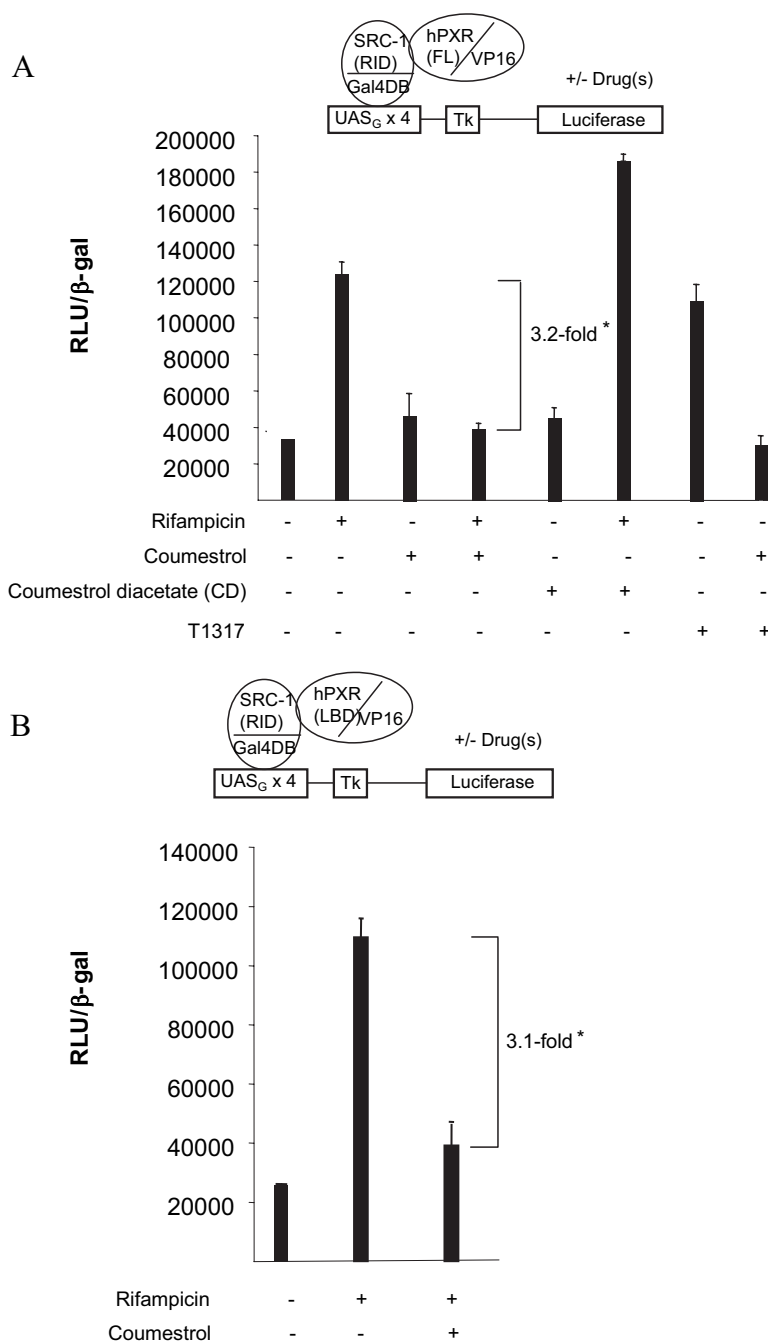 A
SRC-1
(RID)
Gal4DB
hPXR
(FL)
VP16
+/- Drug(s)
UASG x 4
Tk
Luciferase
200000
180000
160000
140000
120000
100000
80000
60000
40000
20000
RLU/β-gal
3.2-fold *
Rifampicin - + - + - + - -
Coumestrol - - + + - - - +
Coumestrol diacetate (CD) - - - - + + - -
T1317 - - - - - - + +
B
SRC-1
(RID)
Gal4DB
hPXR
(LBD)
VP16
+/- Drug(s)
UASG x 4
Tk
Luciferase
140000
120000
100000
80000
60000
40000
20000
RLU/β-gal
3.1-fold *
Rifampicin - + +
Coumestrol - - +